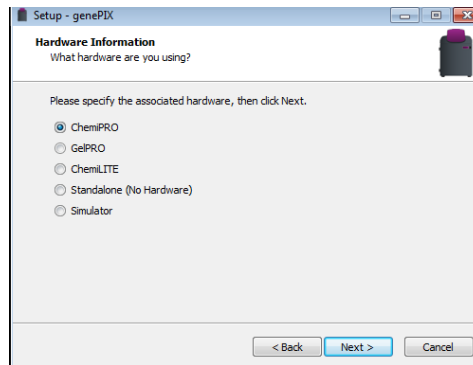 Setup - genePIX
Hardware Information
What hardware are you using?
Please specify the associated hardware, then click Next.
ChemiPRO
GelPRO
ChemiLITE
Standalone (No Hardware)
Simulator
< Back
Next >
Cancel